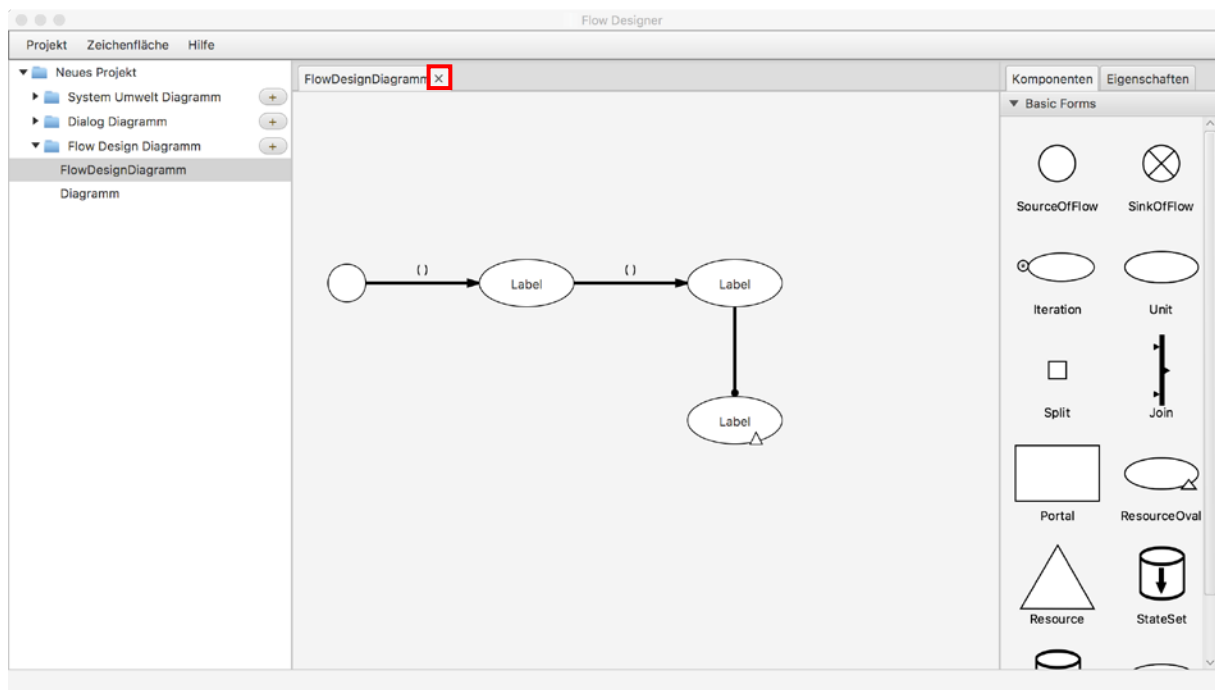 Flow Designer
Projekt Zeichenfläche Hilfe
Neues Projekt
System Umwelt Diagramm +
Dialog Diagramm +
Flow Design Diagramm +
FlowDesignDiagramm
Diagramm
FlowDesignDiagramm ×
( ) ( )
Label Label
Label
Komponenten Eigenschaften
Basic Forms
SourceOfFlow SinkOfFlow
Iteration Unit
Split Join
Portal ResourceOval
Resource StateSet